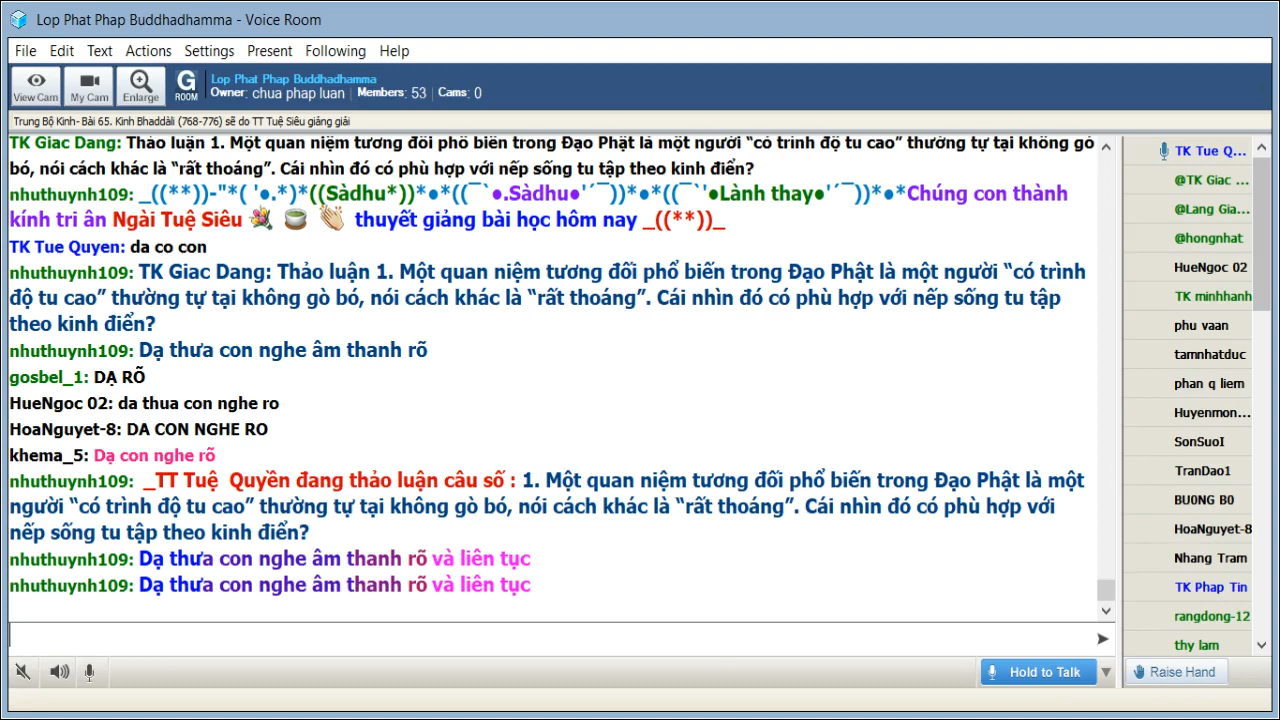 Lop Phat Phap Buddhadhamma - Voice Room
File Edit Text Actions Settings Present Following Help
View Cam My Cam Enlarge G ROOM
Lop Phat Phap Buddhadhamma
Owner: chua phap luan Members: 53 Cams: 0
Trung Bộ Kinh- Bài 65. Kinh Bhaddàli (768-776) sẽ do TT Tuệ Siêu giảng giải
TK Giac Dang: Thảo luận 1. Một quan niệm tương đối phổ biến trong Đạo Phật là một người “có trình độ tu cao” thường tự tại không gò
bó, nói cách khác là “rất thoáng”. Cái nhìn đó có phù hợp với nếp sống tu tập theo kinh điển?
nhuthuynh109: _((**))-"*( '●.*)*((Sàdhu*))*●*((¯`●.Sàdhu●'´¯))*●*((¯`'●Lành thay●'´¯))*●*Chúng con thành
kính tri ân Ngài Tuệ Siêu 💐 🍵 👏🏻 thuyết giảng bài học hôm nay _((**))_
TK Tue Quyen: da co con
nhuthuynh109: TK Giac Dang: Thảo luận 1. Một quan niệm tương đối phổ biến trong Đạo Phật là một người “có trình
độ tu cao” thường tự tại không gò bó, nói cách khác là “rất thoáng”. Cái nhìn đó có phù hợp với nếp sống tu tập
theo kinh điển?
nhuthuynh109: Dạ thưa con nghe âm thanh rõ
gosbel_1: DẠ RÕ
HueNgoc 02: da thua con nghe ro
HoaNguyet-8: DA CON NGHE RO
khema_5: Dạ con nghe rõ
nhuthuynh109: _TT Tuệ Quyền đang thảo luận câu số : 1. Một quan niệm tương đối phổ biến trong Đạo Phật là một
người “có trình độ tu cao” thường tự tại không gò bó, nói cách khác là “rất thoáng”. Cái nhìn đó có phù hợp với
nếp sống tu tập theo kinh điển?
nhuthuynh109: Dạ thưa con nghe âm thanh rõ và liên tục
nhuthuynh109: Dạ thưa con nghe âm thanh rõ và liên tục
Hold to Talk
TK Tue Q...
@TK Giac ...
@Lang Gia...
@hongnhat
HueNgoc 02
TK minhhanh
phu vaan
tamnhatduc
phan q liem
Huyenmon...
SonSuoI
TranDao1
BU0NG B0
HoaNguyet-8
Nhang Tram
TK Phap Tin
rangdong-12
thy lam
Raise Hand